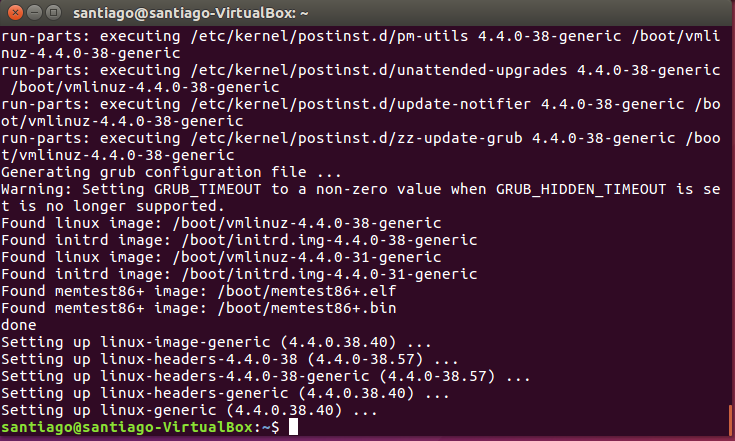 santiago@santiago-VirtualBox: ~
run-parts: executing /etc/kernel/postinst.d/pm-utils 4.4.0-38-generic /boot/vmli
nuz-4.4.0-38-generic
run-parts: executing /etc/kernel/postinst.d/unattended-upgrades 4.4.0-38-generic
 /boot/vmlinuz-4.4.0-38-generic
run-parts: executing /etc/kernel/postinst.d/update-notifier 4.4.0-38-generic /bo
ot/vmlinuz-4.4.0-38-generic
run-parts: executing /etc/kernel/postinst.d/zz-update-grub 4.4.0-38-generic /boo
t/vmlinuz-4.4.0-38-generic
Generating grub configuration file ...
Warning: Setting GRUB_TIMEOUT to a non-zero value when GRUB_HIDDEN_TIMEOUT is se
t is no longer supported.
Found linux image: /boot/vmlinuz-4.4.0-38-generic
Found initrd image: /boot/initrd.img-4.4.0-38-generic
Found linux image: /boot/vmlinuz-4.4.0-31-generic
Found initrd image: /boot/initrd.img-4.4.0-31-generic
Found memtest86+ image: /boot/memtest86+.elf
Found memtest86+ image: /boot/memtest86+.bin
done
Setting up linux-image-generic (4.4.0.38.40) ...
Setting up linux-headers-4.4.0-38 (4.4.0-38.57) ...
Setting up linux-headers-4.4.0-38-generic (4.4.0-38.57) ...
Setting up linux-headers-generic (4.4.0.38.40) ...
Setting up linux-generic (4.4.0.38.40) ...
santiago@santiago-VirtualBox:~$